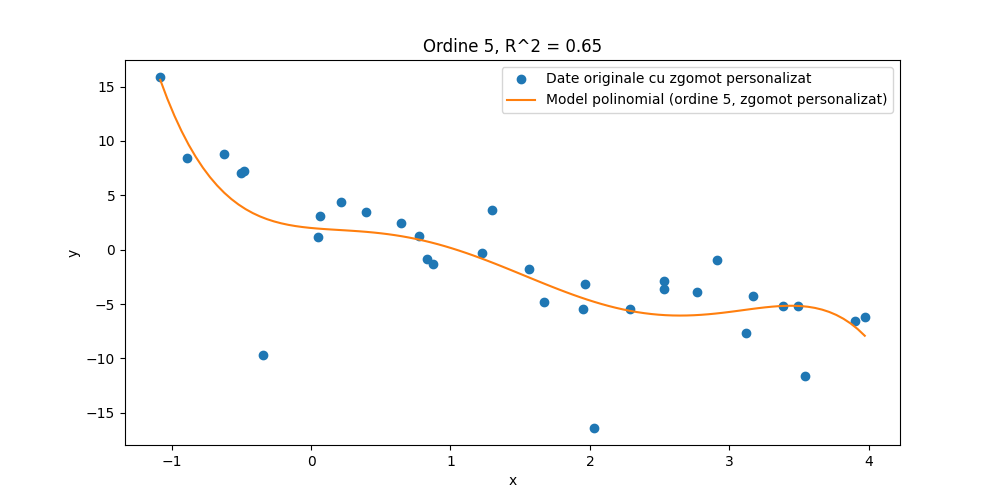 Ordine 5, R^2 = 0.65
Date originale cu zgomot personalizat
Model polinomial (ordine 5, zgomot personalizat)
15
10
5
0
−5
−10
−15
y
−1
0
1
2
3
4
x